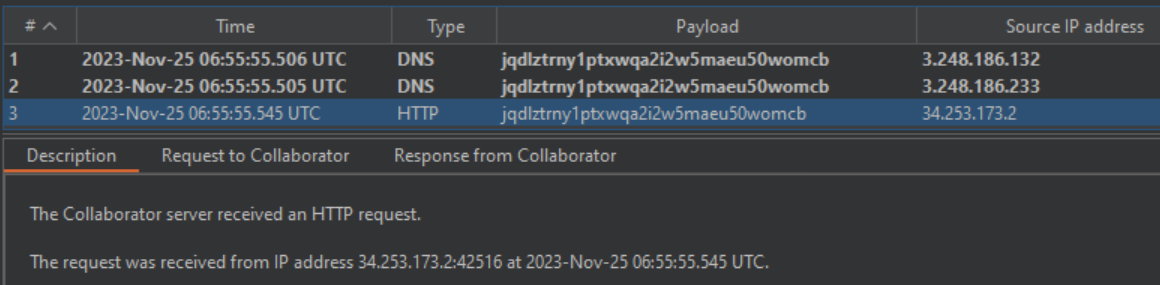 # Time Type Payload Source IP address
1 2023-Nov-25 06:55:55.506 UTC DNS jqdlztrny1ptxwqa2i2w5maeu50womcb 3.248.186.132
2 2023-Nov-25 06:55:55.505 UTC DNS jqdlztrny1ptxwqa2i2w5maeu50womcb 3.248.186.233
3 2023-Nov-25 06:55:55.545 UTC HTTP jqdlztrny1ptxwqa2i2w5maeu50womcb 34.253.173.2
Description Request to Collaborator Response from Collaborator
The Collaborator server received an HTTP request.
The request was received from IP address 34.253.173.2:42516 at 2023-Nov-25 06:55:55.545 UTC.